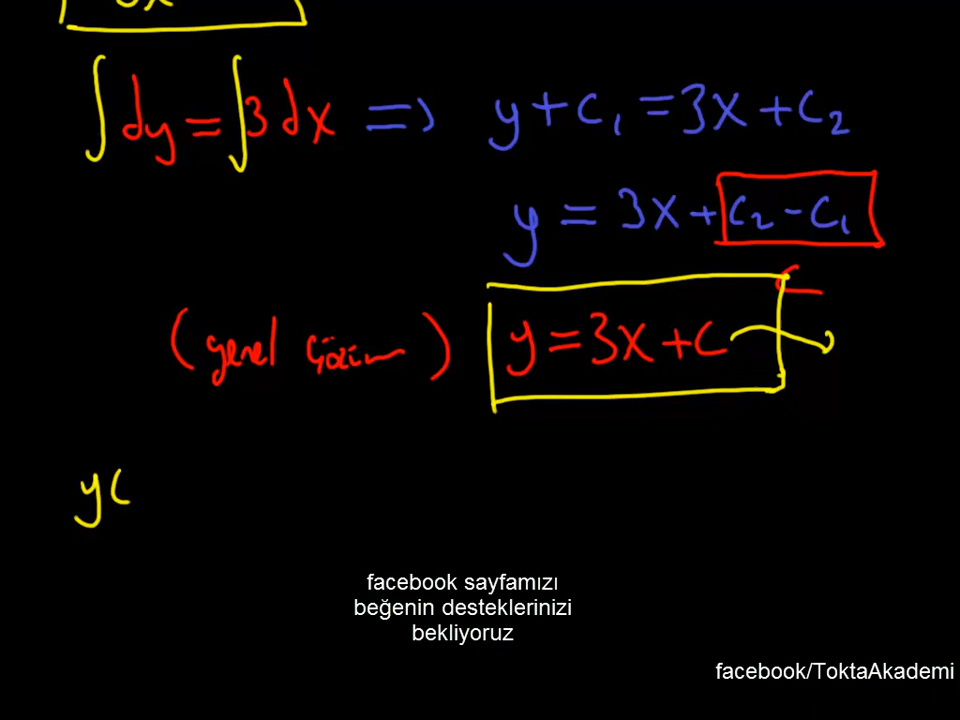 ∫dy = ∫3dx => y + c₁ = 3x + c₂
y = 3x + c₂ - c₁
c
(genel çözüm) y = 3x + c
y(
facebook sayfamızı
beğenin desteklerinizi
bekliyoruz
facebook/ToktaAkademi